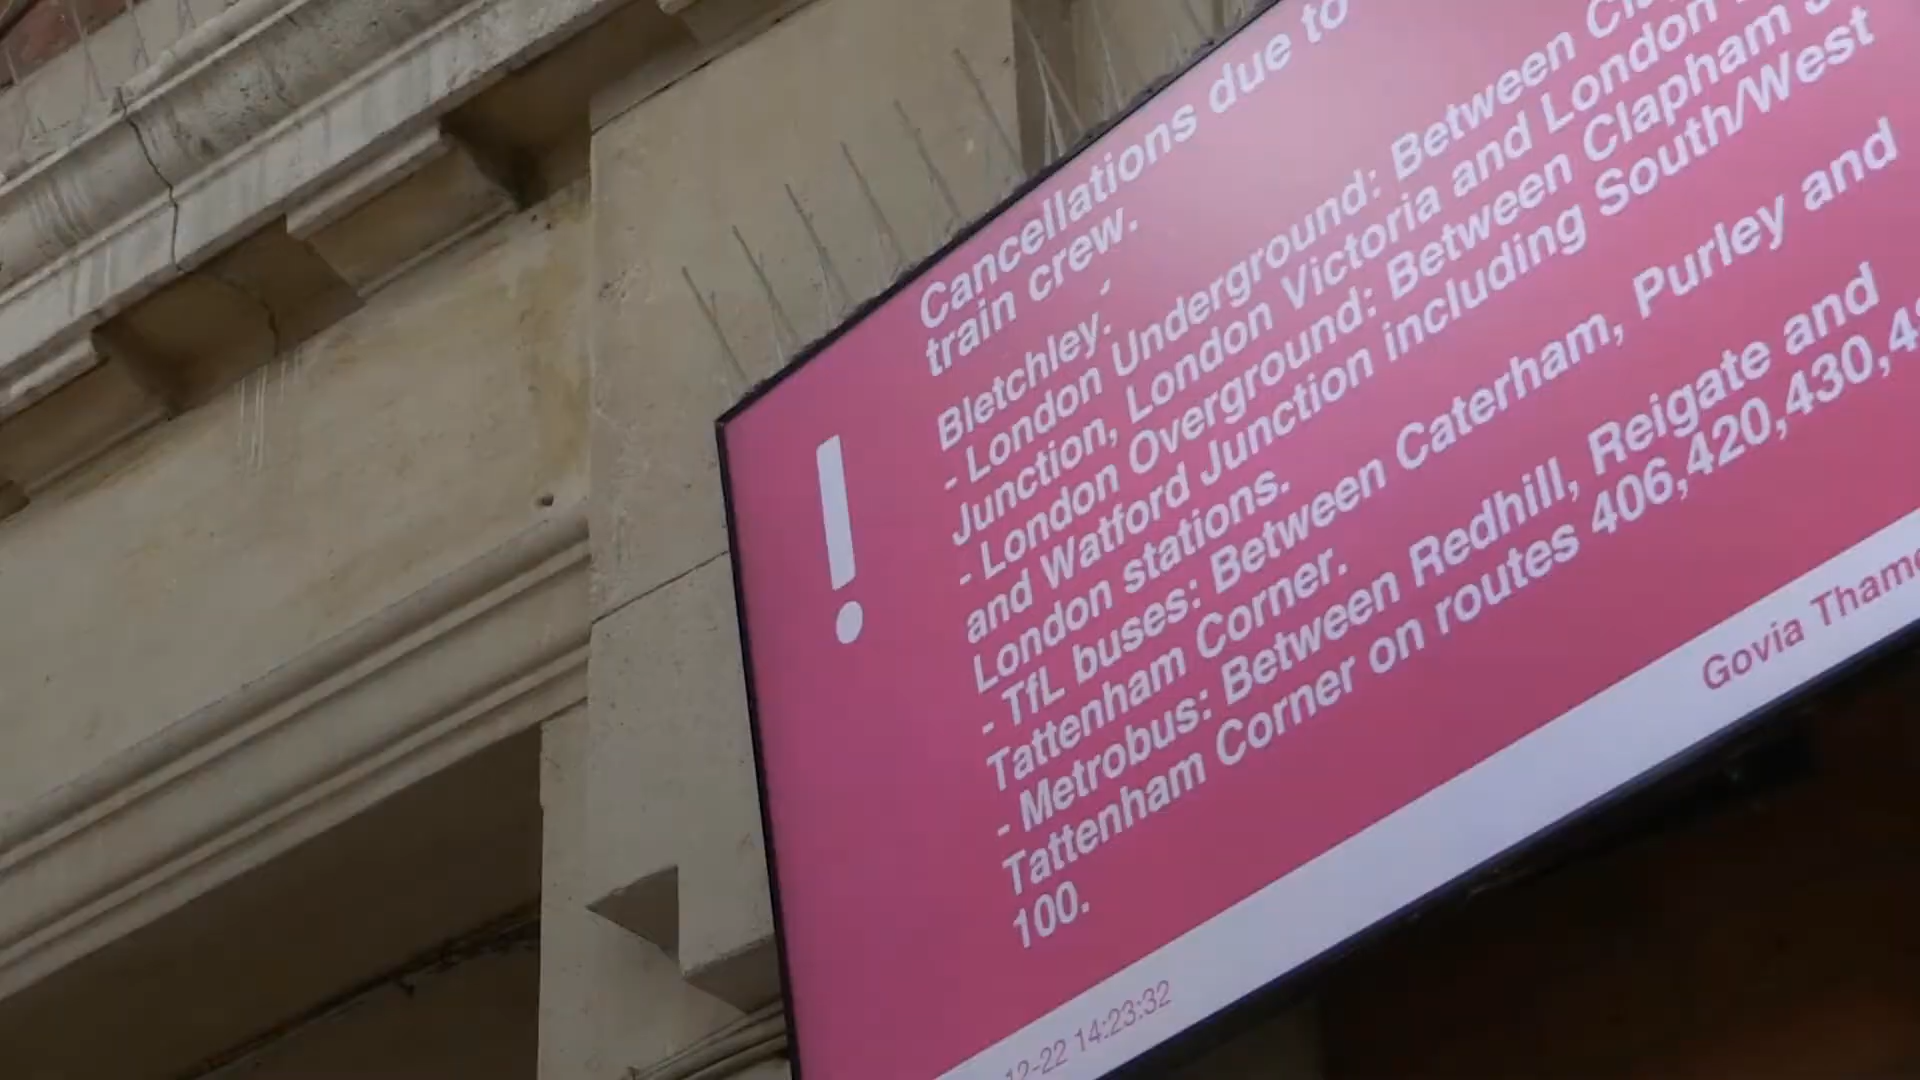 Cancellations due to
train crew.
Bletchley.
- London Underground: Between
Junction, London Victoria and London
- London Overground: Between Clapham
and Watford Junction including South/West
London stations.
- TfL buses: Between Caterham, Purley and
Tattenham Corner.
- Metrobus: Between Redhill, Reigate and
Tattenham Corner on routes 406,420,430,
100.
Govia
12-22 14:23:32